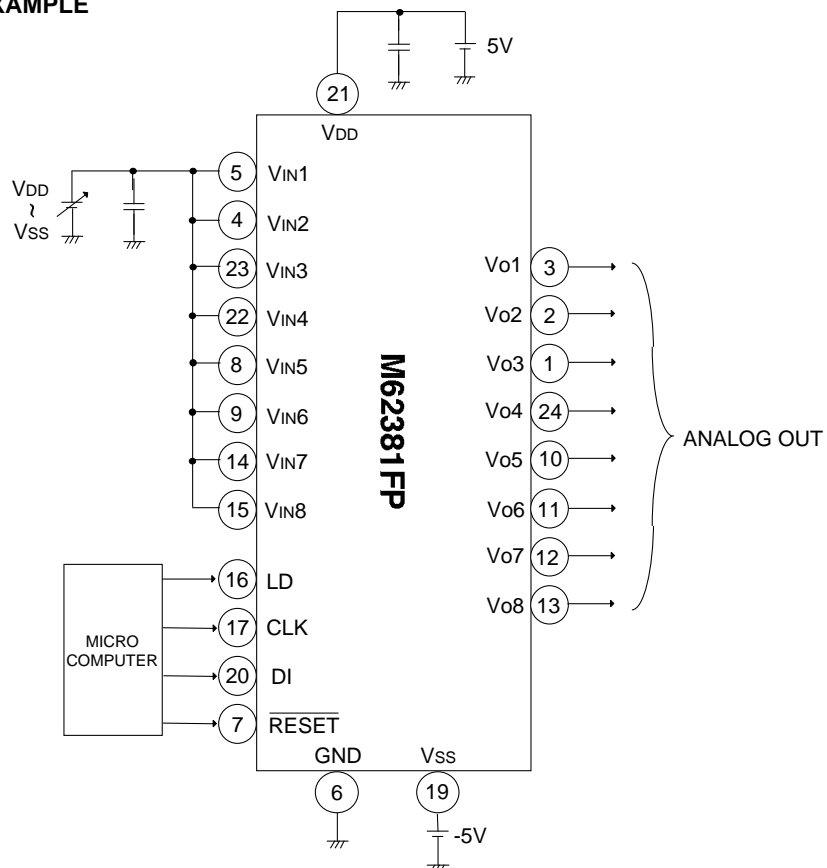 XAMPLE
5V
21
VDD
5 VIN1
4 VIN2
23 VIN3
22 VIN4
8 VIN5
9 VIN6
14 VIN7
15 VIN8
VDD
~
VSS
M62381FP
Vo1 3
Vo2 2
Vo3 1
Vo4 24
Vo5 10
Vo6 11
Vo7 12
Vo8 13
ANALOG OUT
MICRO
COMPUTER
16 LD
17 CLK
20 DI
7 RESET
GND
6
VSS
19
-5V